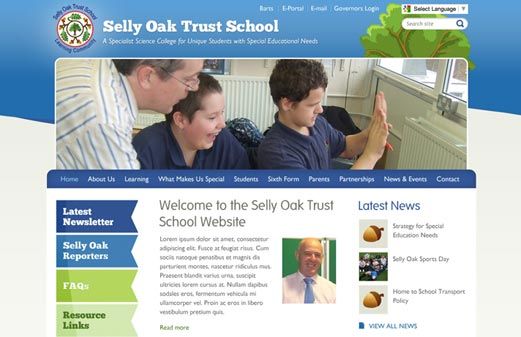 Barts E-Portal E-mail Governors Login
Select Language
Selly Oak Trust School
Learning Community
Selly Oak Trust School
A Specialist Science College for Unique Students with Special Educational Needs
Search site
Home About Us Learning What Makes Us Special Students Sixth Form Parents Partnerships News & Events Contact
Latest
Newsletter
Selly Oak
Reporters
FAQs
Resource
Links
Welcome to the Selly Oak Trust
School Website
Lorem ipsum dolor sit amet, consectetur
adipiscing elit. Fusce at feugiat risus. Cum
sociis natoque penatibus et magnis dis
parturient montes, nascetur ridiculus mus.
Praesent blandit varius urna, suscipit
ultricies lorem cursus at. Nullam dapibus
sodales eros, fermentum vehicula mi
ullamcorper vel. Proin ac eros in libero
vestibulum pretium quis.
Read more
Latest News
Strategy for Special
Education Needs
Selly Oak Sports Day
Home to School Transport
Policy
VIEW ALL NEWS